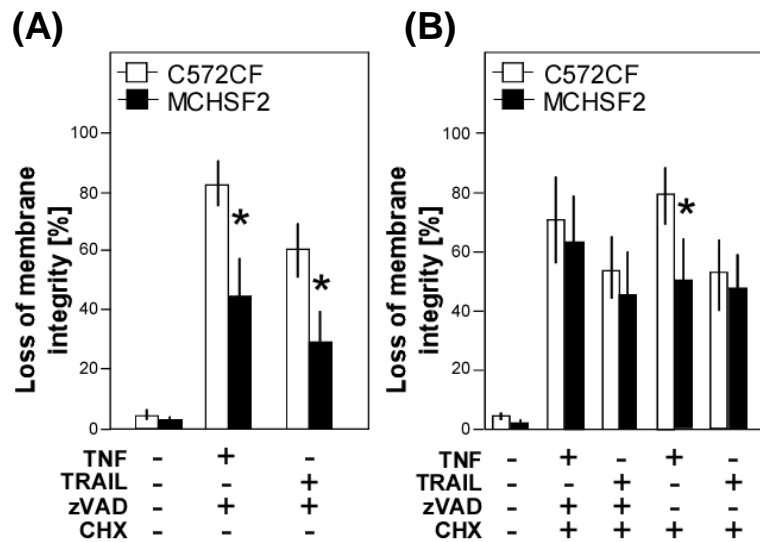 (A)
C572CF
MCHSF2
Loss of membrane
integrity [%]
100
80
60
40
20
0
*
*
TNF - + -
TRAIL - - +
zVAD - + +
CHX - - -
(B)
C572CF
MCHSF2
Loss of membrane
integrity [%]
100
80
60
40
20
0
*
TNF - + - + -
TRAIL - - + - +
zVAD - + + - -
CHX - + + + +